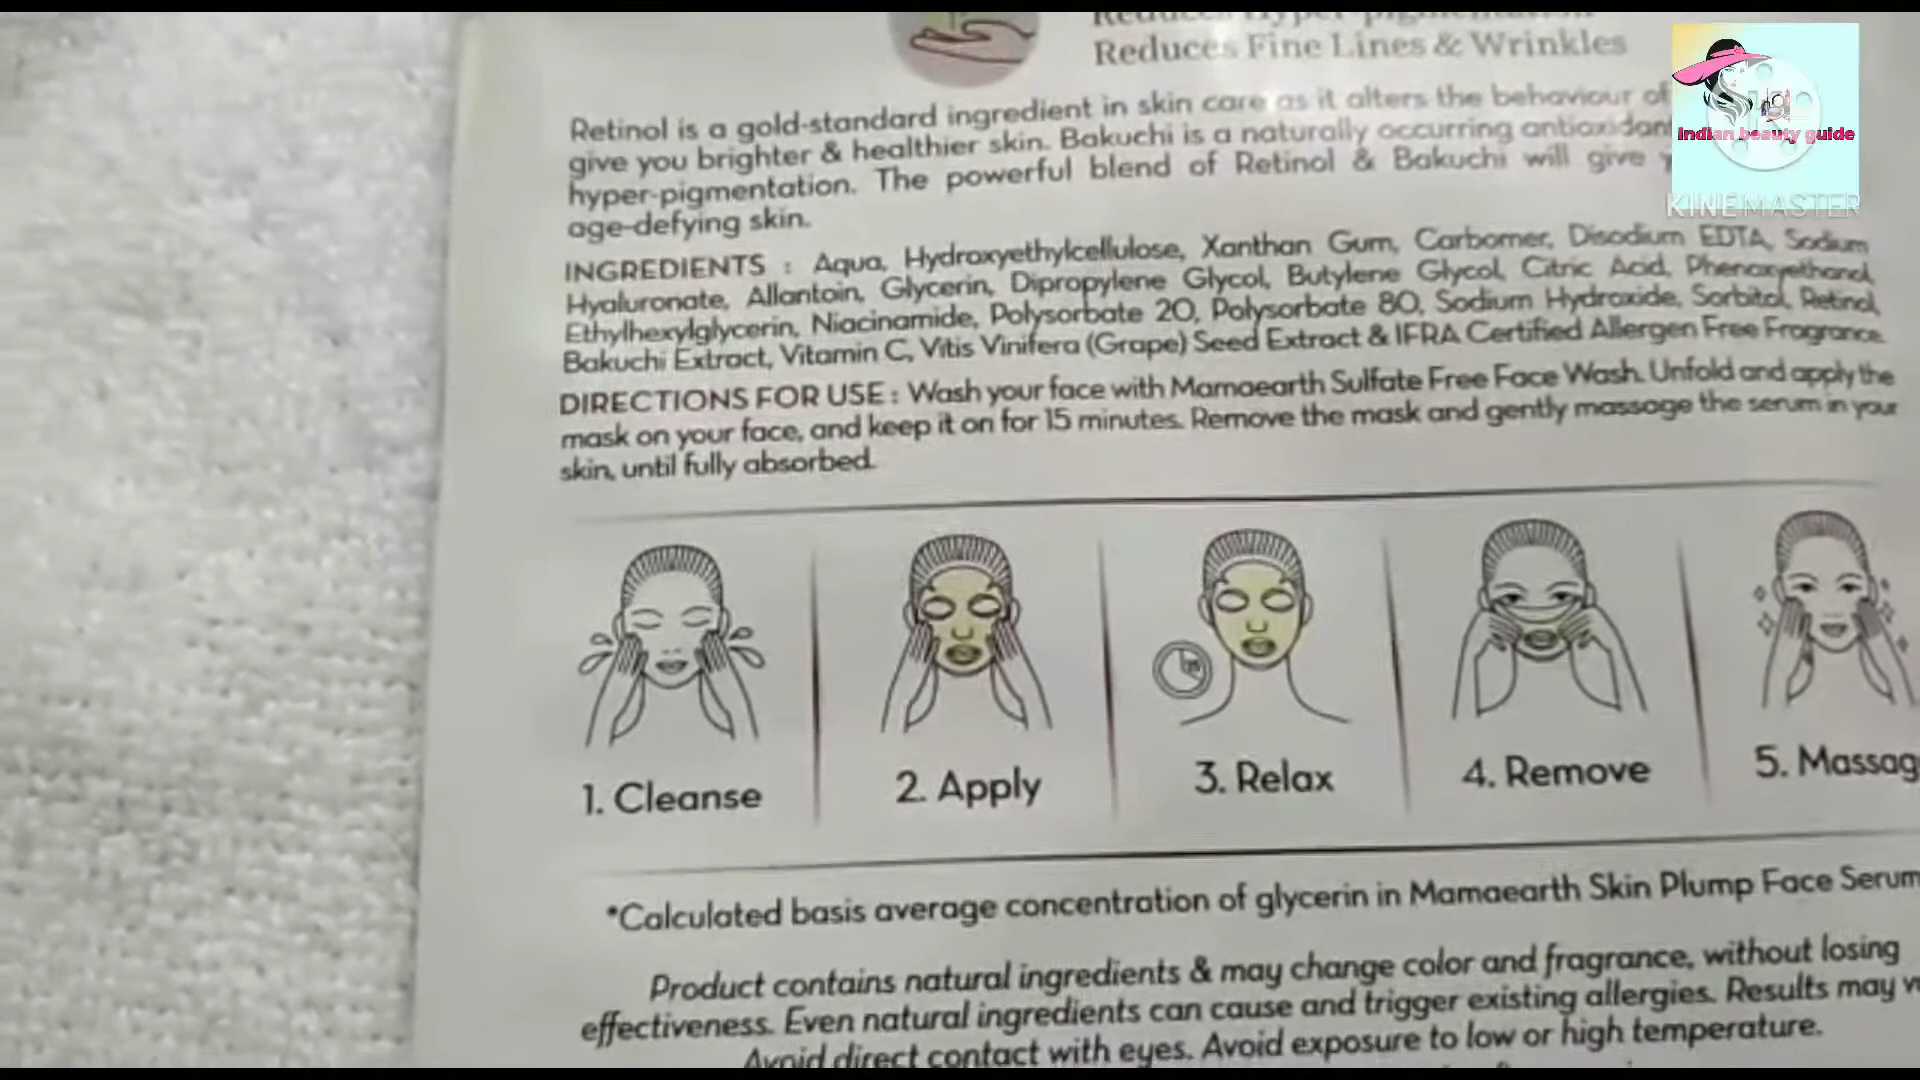 Reduces Fine Lines & Wrinkles
Retinol is a gold-standard ingredient in skin care as it alters the behaviour of
give you brighter & healthier skin. Bakuchi is a naturally occurring antioxidant
hyper-pigmentation. The powerful blend of Retinol & Bakuchi will give
age-defying skin.
INGREDIENTS : Aqua, Hydroxyethylcellulose, Xanthan Gum, Carbomer, Disodium EDTA, Sodium
Hyaluronate, Allantoin, Glycerin, Dipropylene Glycol, Butylene Glycol, Citric Acid, Phenoxyethanol,
Ethylhexylglycerin, Niacinamide, Polysorbate 20, Polysorbate 80, Sodium Hydroxide, Sorbitol, Retinol,
Bakuchi Extract, Vitamin C, Vitis Vinifera (Grape) Seed Extract & IFRA Certified Allergen Free Fragrance.
DIRECTIONS FOR USE : Wash your face with Mamaearth Sulfate Free Face Wash. Unfold and apply the
mask on your face, and keep it on for 15 minutes. Remove the mask and gently massage the serum in your
skin, until fully absorbed.
1. Cleanse
2. Apply
3. Relax
4. Remove
5. Massag
*Calculated basis average concentration of glycerin in Mamaearth Skin Plump Face Serum
Product contains natural ingredients & may change color and fragrance, without losing
effectiveness. Even natural ingredients can cause and trigger existing allergies. Results may
Avoid direct contact with eyes. Avoid exposure to low or high temperature.
Indian beauty guide
KINEMASTER